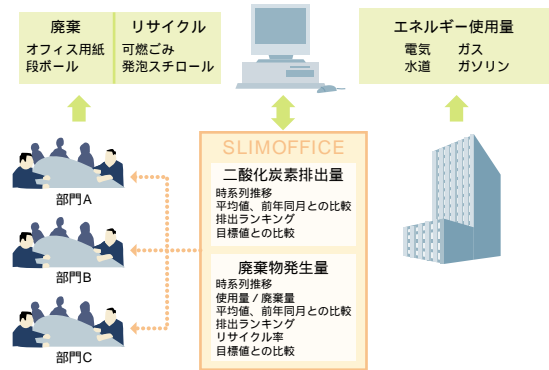 廃棄
オフィス用紙
段ボール
リサイクル
可燃ごみ
発泡スチロール
エネルギー使用量
電気 ガス
水道 ガソリン
SLIMOFFICE
二酸化炭素排出量
時系列推移
平均値、前年同月との比較
排出ランキング
目標値との比較
廃棄物発生量
時系列推移
使用量/廃棄量
平均値、前年同月との比較
排出ランキング
リサイクル率
目標値との比較
部門A
部門B
部門C